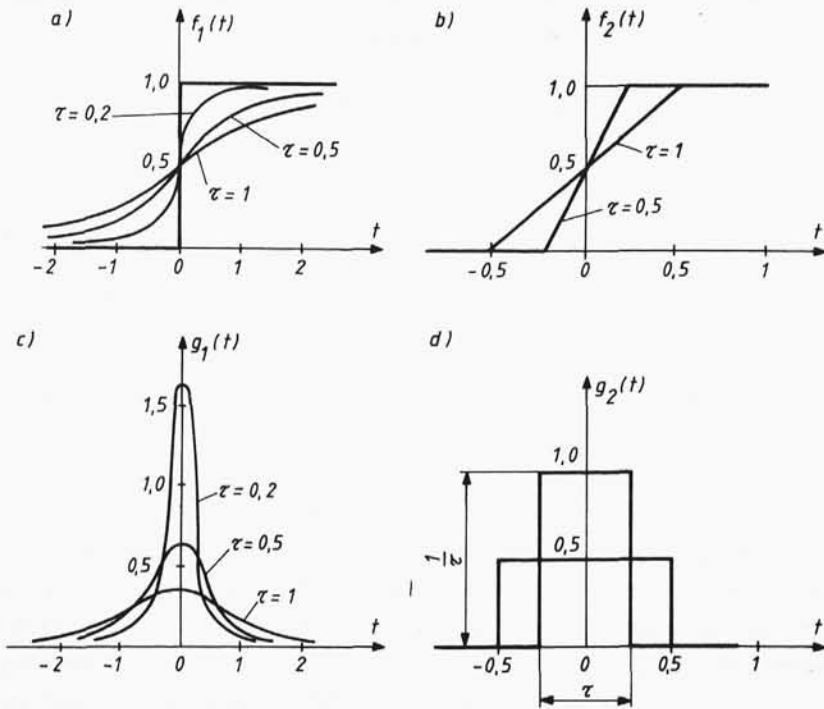 a) f₁(t)
1,0
τ = 0,2
0,5
τ = 0,5
τ = 1
t
-2 -1 0 1 2
b) f₂(t)
1,0
0,5
τ = 1
τ = 0,5
t
-0,5 0 0,5 1
c) g₁(t)
1,5
1,0
τ = 0,2
0,5
τ = 0,5
τ = 1
t
-2 -1 0 1 2
d) g₂(t)
1,0
0,5
1/τ
t
-0,5 0 0,5 1
τ